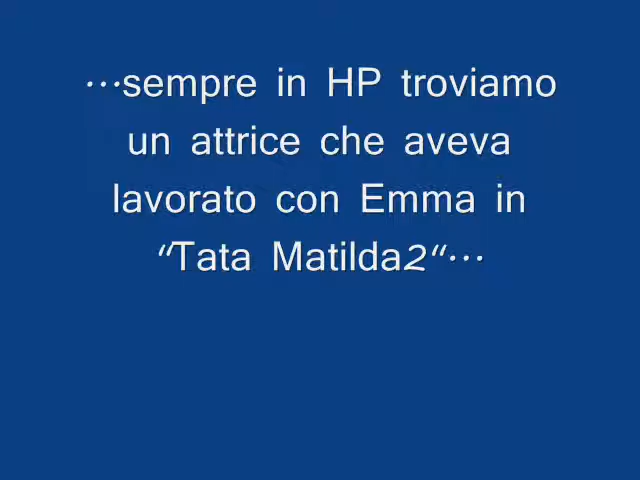 …sempre in HP troviamo
un attrice che aveva
lavorato con Emma in
“Tata Matilda2“…